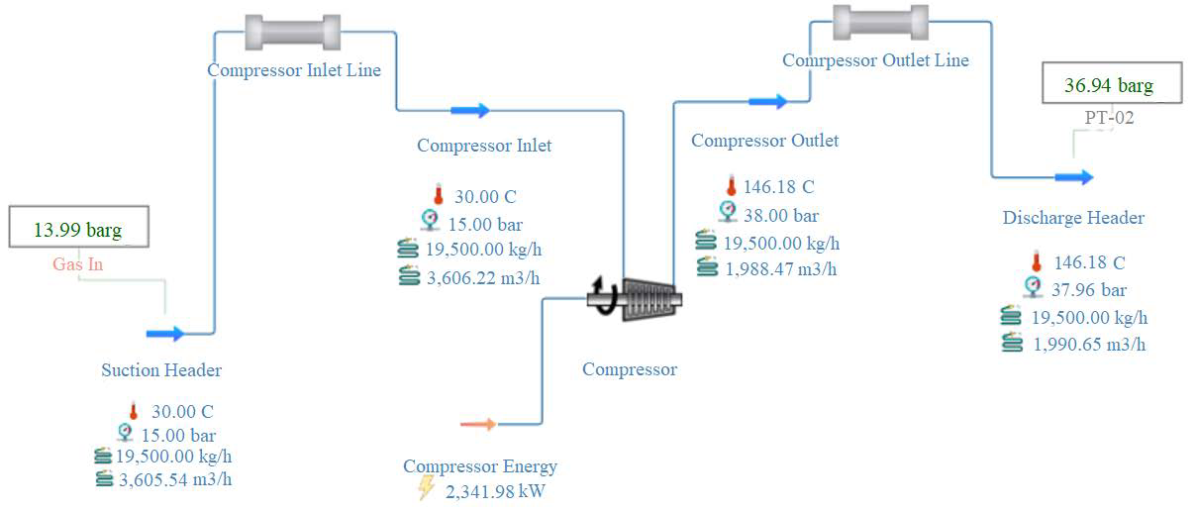 Compressor Inlet Line
Comrpessor Outlet Line
36.94 barg
PT-02
Compressor Inlet
30.00 C
15.00 bar
19,500.00 kg/h
3,606.22 m3/h
Compressor Outlet
146.18 C
38.00 bar
19,500.00 kg/h
1,988.47 m3/h
13.99 barg
Gas In
Discharge Header
146.18 C
37.96 bar
19,500.00 kg/h
1,990.65 m3/h
Suction Header
30.00 C
15.00 bar
19,500.00 kg/h
3,605.54 m3/h
Compressor
Compressor Energy
2,341.98 kW